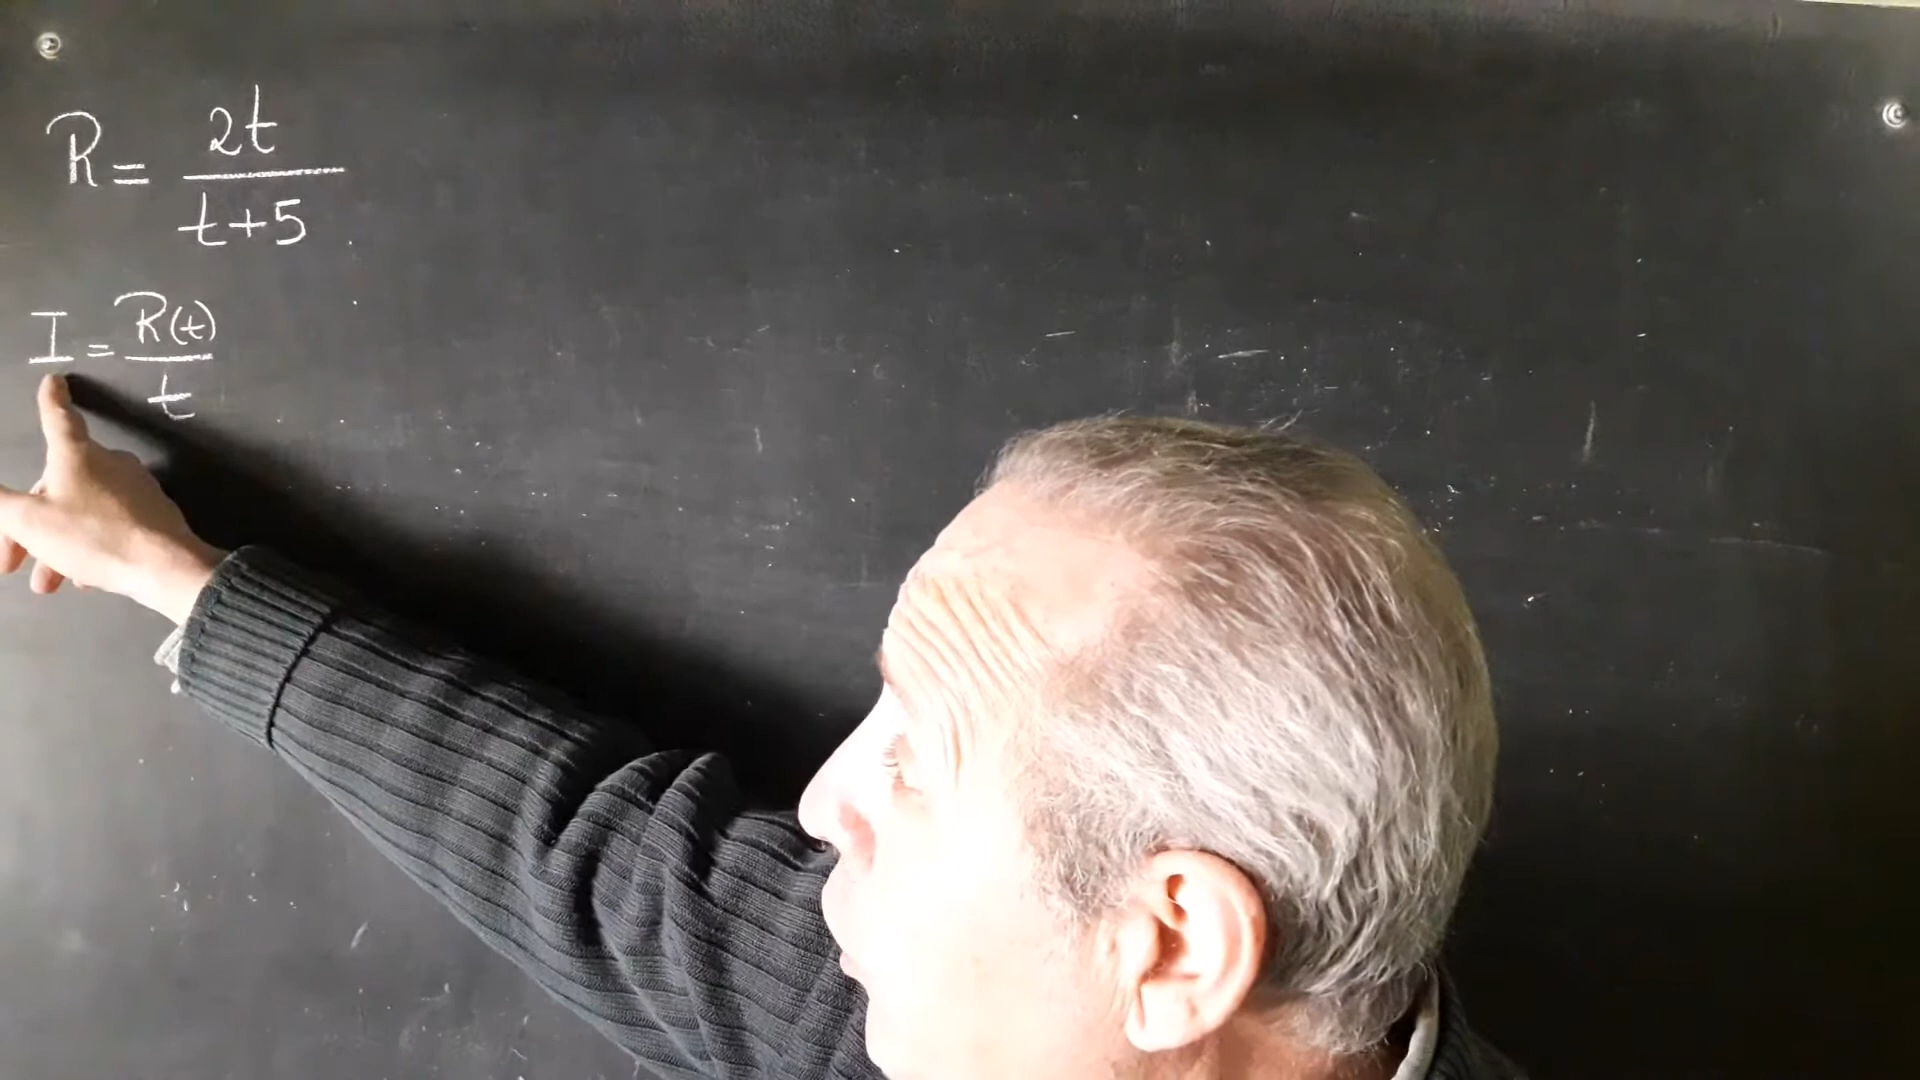 R = 2t / t+5
I = R(t) / t